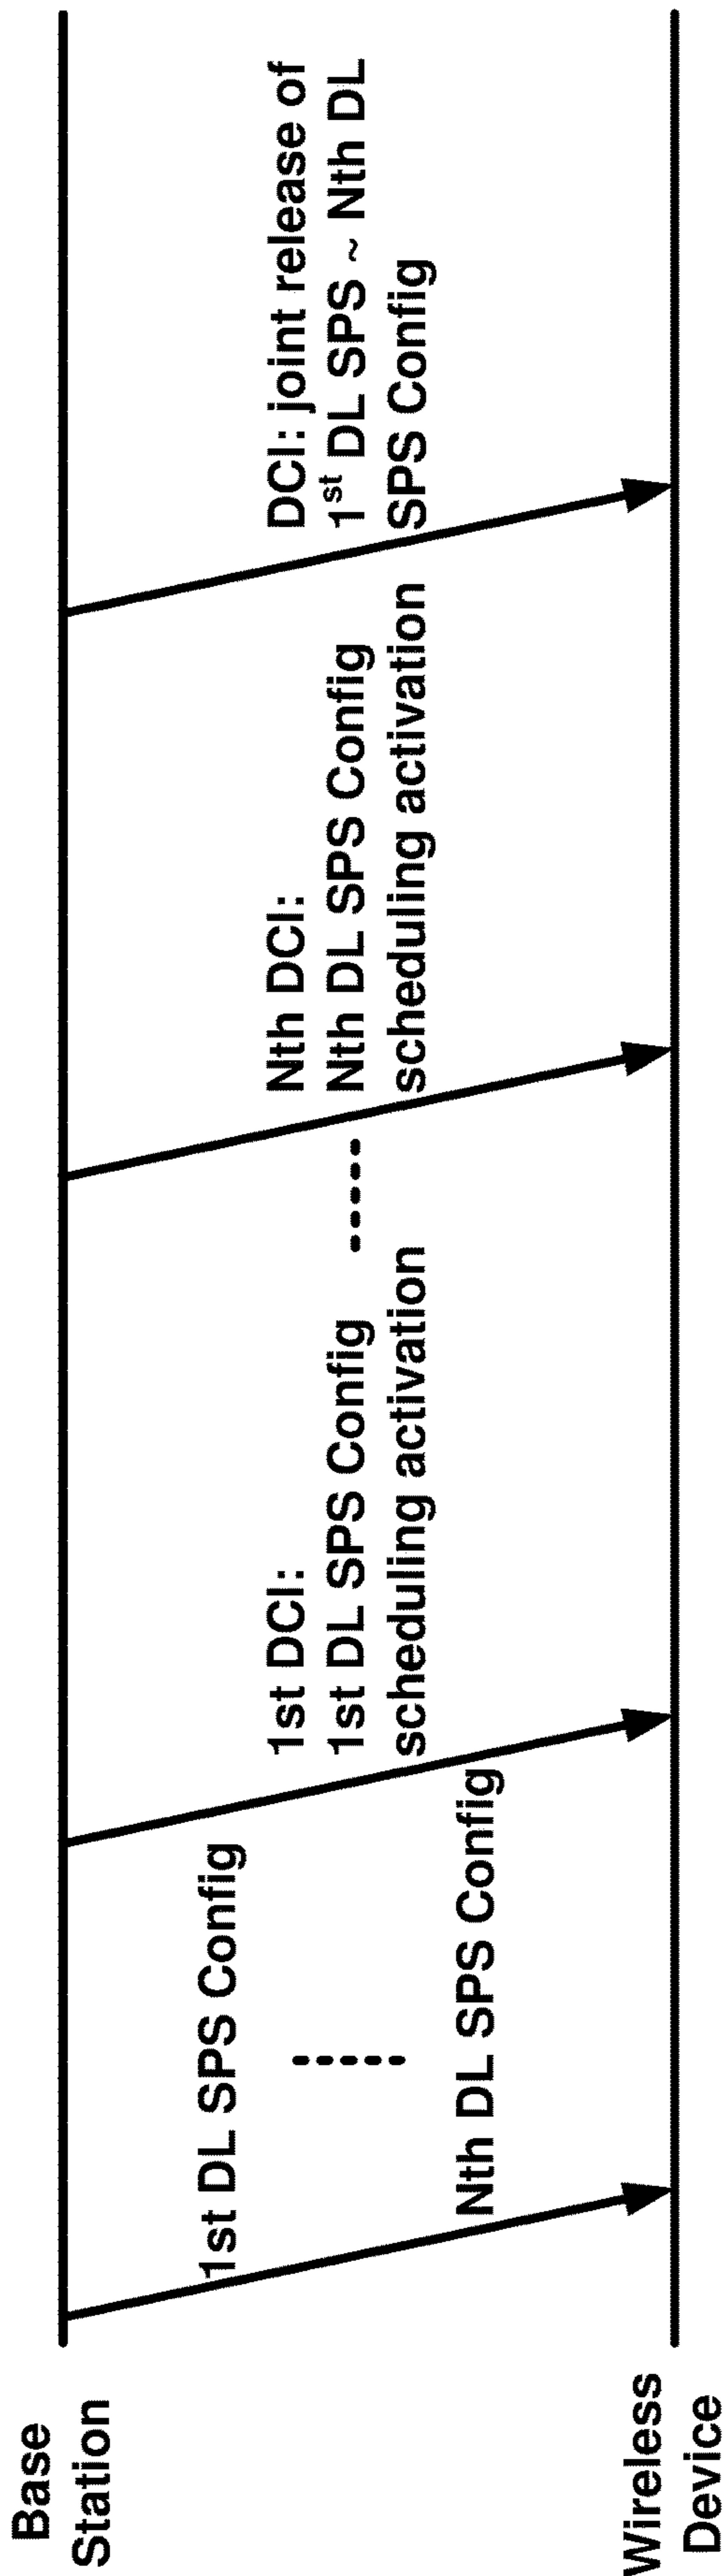 Base
Station
Wireless
Device
1st DL SPS Config
Nth DL SPS Config
1st DCI:
1st DL SPS Config
scheduling activation
Nth DCI:
Nth DL SPS Config
scheduling activation
DCI: joint release of
1st DL SPS ~ Nth DL
SPS Config